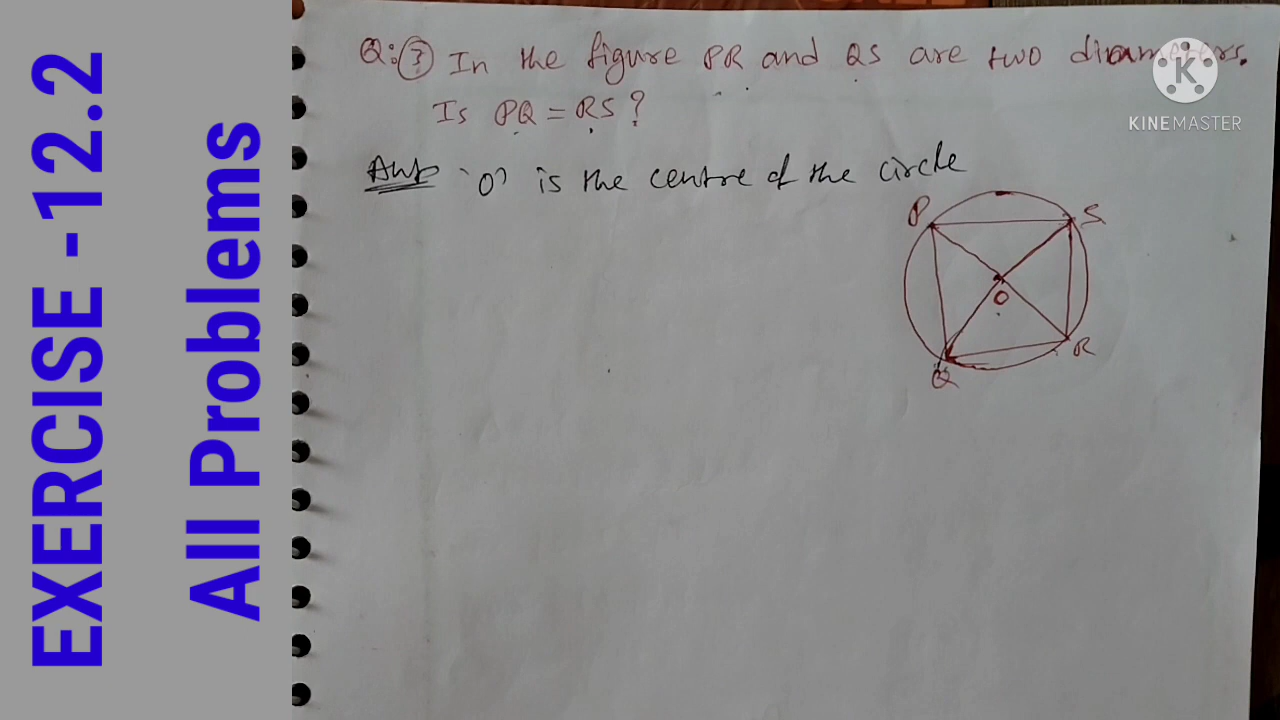 EXERCISE -12.2
All Problems
Q:③ In the figure PR and QS are two diameters.
Is PQ = RS ?
Ans 'O' is the centre of the circle
P
S
O
R
Q
K
KINEMASTER